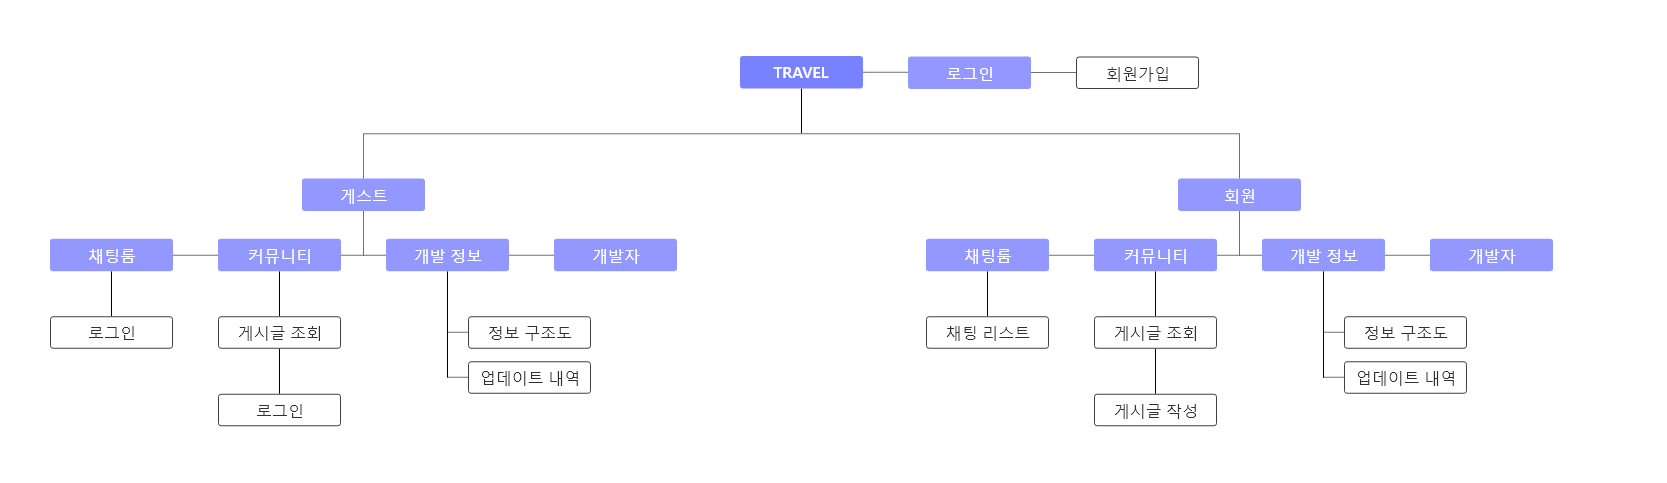 TRAVEL
로그인
회원가입
게스트
회원
채팅룸
커뮤니티
개발 정보
개발자
채팅룸
커뮤니티
개발 정보
개발자
로그인
게시글 조회
정보 구조도
채팅 리스트
게시글 조회
정보 구조도
업데이트 내역
업데이트 내역
로그인
게시글 작성